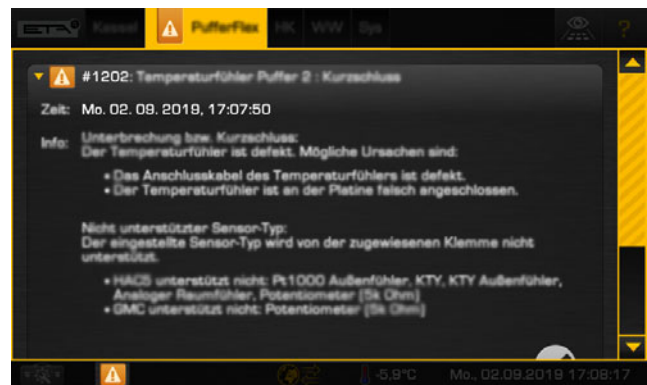 ETA Kessel PufferFlex HK WW Sys ?
#1202: Temperaturfühler Puffer 2 : Kurzschluss
Zeit: Mo. 02. 09. 2019, 17:07:50
Info: Unterbrechung bzw. Kurzschluss:
Der Temperaturfühler ist defekt. Mögliche Ursachen sind:
• Das Anschlusskabel des Temperaturfühlers ist defekt.
• Der Temperaturfühler ist an der Platine falsch angeschlossen.
Nicht unterstützter Sensor-Typ:
Der eingestellte Sensor-Typ wird von der zugewiesenen Klemme nicht
unterstützt.
• HAC5 unterstützt nicht: Pt1000 Außenfühler, KTY, KTY Außenfühler,
Analoger Raumfühler, Potentiometer (5k Ohm)
• GMC unterstützt nicht: Potentiometer (5k Ohm)
-5,9°C Mo., 02.09.2019 17:08:17